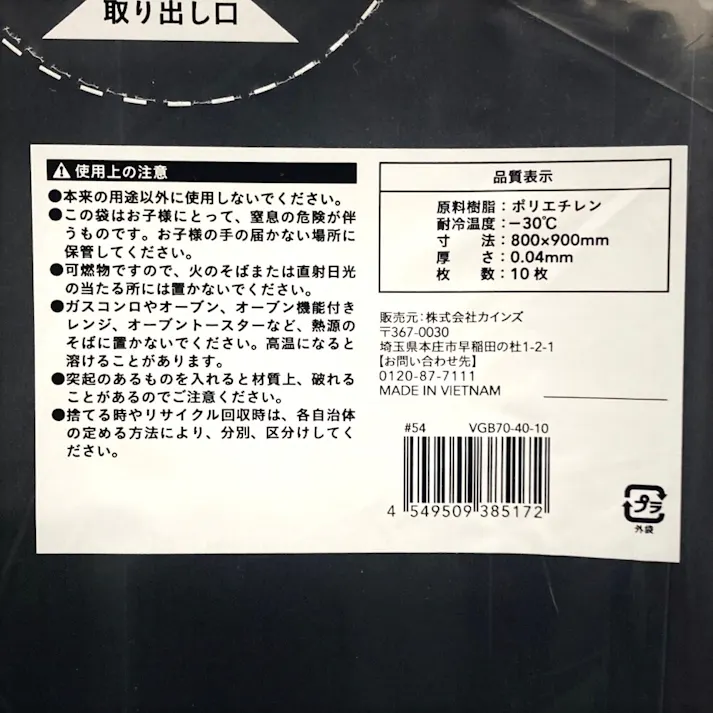 取り出し口
⚠使用上の注意
●本来の用途以外に使用しないでください。
●この袋はお子様にとって、窒息の危険が伴
うものです。お子様の手の届かない場所に
保管してください。
●可燃物ですので、火のそばまたは直射日光
の当たる所には置かないでください。
●ガスコンロやオーブン、オーブン機能付き
レンジ、オーブントースターなど、熱源の
そばに置かないでください。高温になると
溶けることがあります。
●突起のあるものを入れると材質上、破れる
ことがあるのでご注意ください。
●捨てる時やリサイクル回収時は、各自治体
の定める方法により、分別、区分けしてく
ださい。
品質表示
原料樹脂：ポリエチレン
耐冷温度：−30℃
寸　　法：800×900mm
厚　　さ：0.04mm
枚　　数：10枚
販売元：株式会社カインズ
〒367-0030
埼玉県本庄市早稲田の杜1-2-1
【お問い合わせ先】
0120-87-7111
MADE IN VIETNAM
#54 VGB70-40-10
4 549509 385172
プラ
外袋